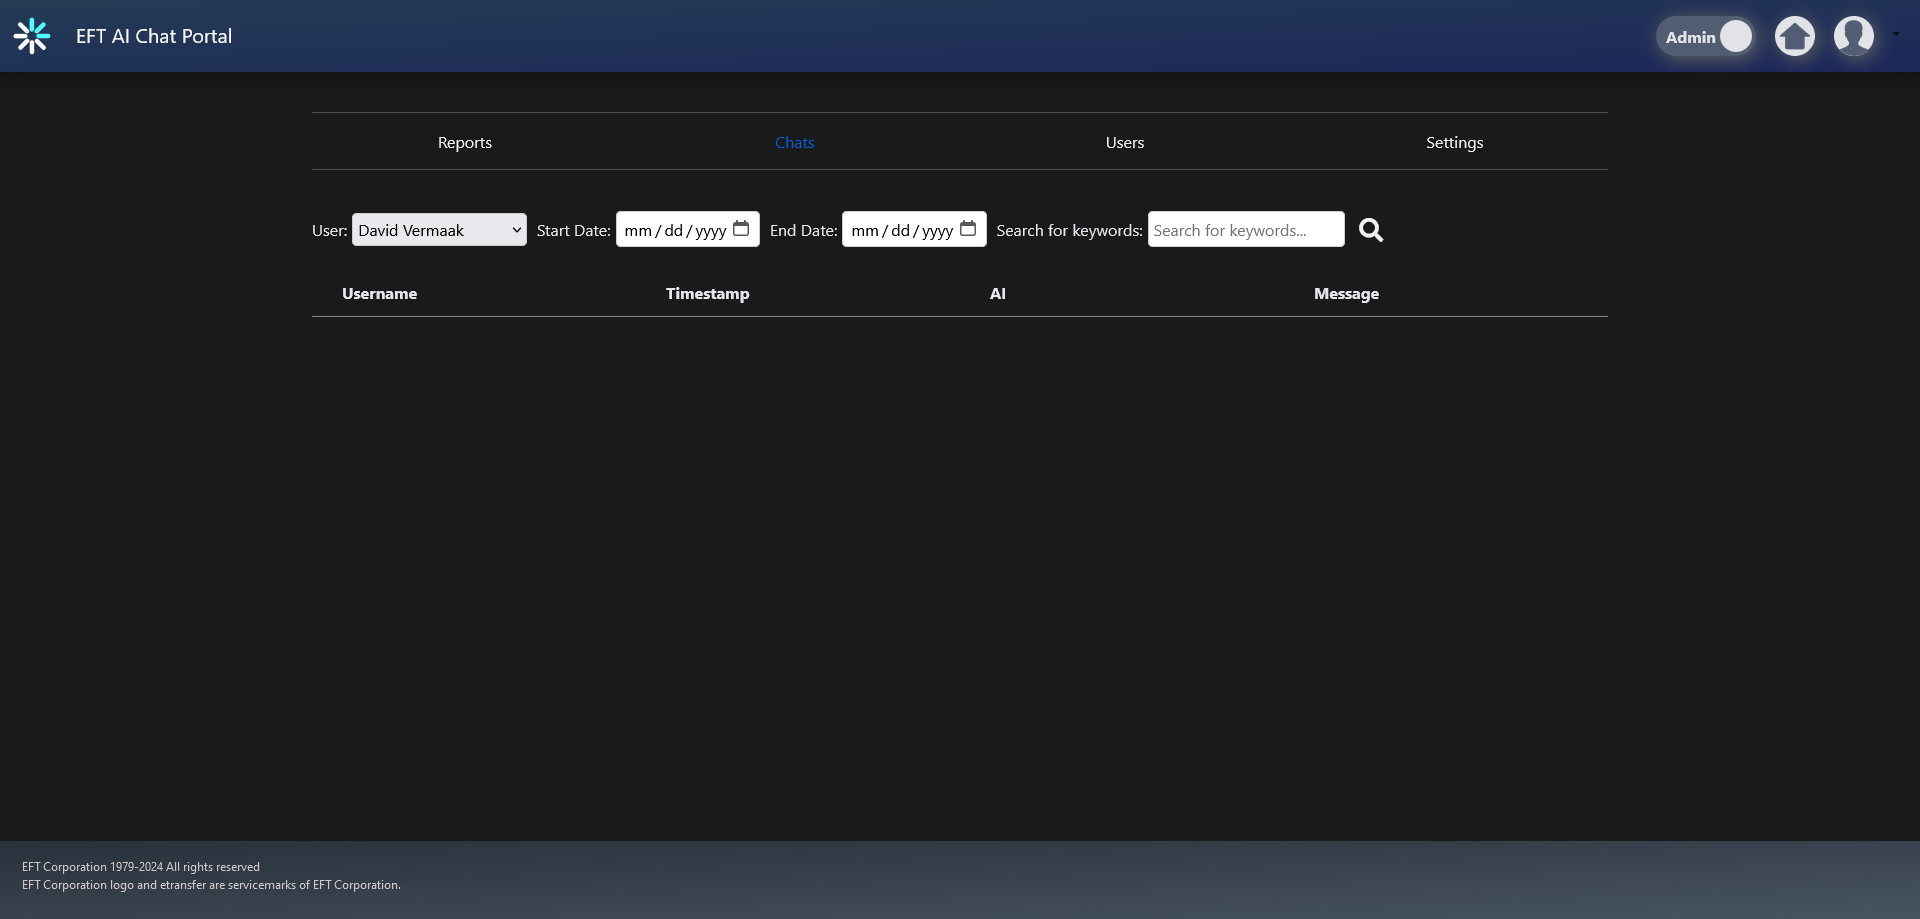 EFT AI Chat Portal
Admin
Reports Chats Users Settings
User: David Vermaak Start Date: mm/dd/yyyy End Date: mm/dd/yyyy Search for keywords: Search for keywords...
Username Timestamp AI Message
EFT Corporation 1979-2024 All rights reserved
EFT Corporation logo and etransfer are servicemarks of EFT Corporation.